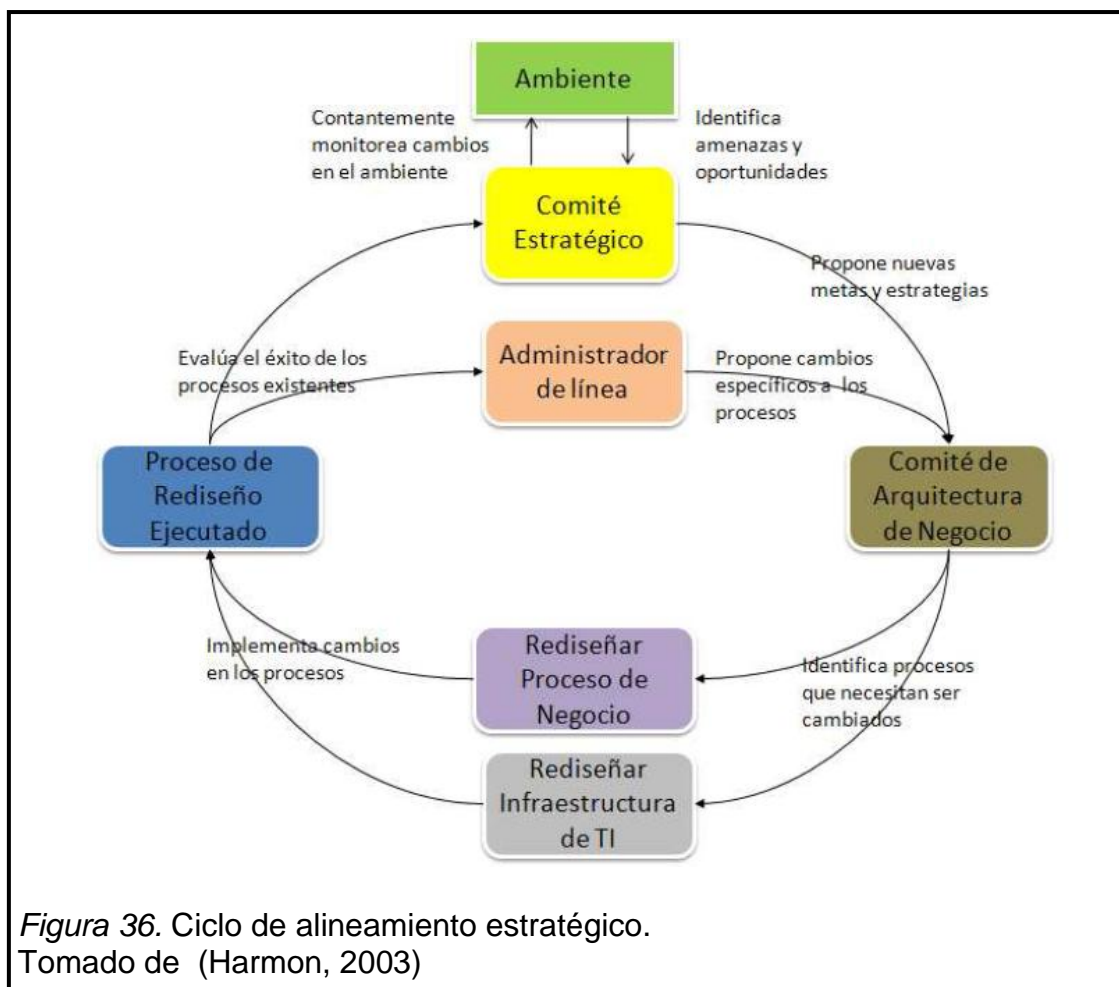 Ambiente
Contantemente
monitorea cambios
en el ambiente
Identifica
amenazas y
oportunidades
Comité
Estratégico
Propone nuevas
metas y estrategias
Evalúa el éxito de los
procesos existentes
Administrador
de línea
Propone cambios
específicos a los
procesos
Proceso de
Rediseño
Ejecutado
Comité de
Arquitectura
de Negocio
Implementa cambios
en los procesos
Rediseñar
Proceso de
Negocio
Identifica procesos
que necesitan ser
cambiados
Rediseñar
Infraestructura
de TI
Figura 36. Ciclo de alineamiento estratégico.
Tomado de (Harmon, 2003)